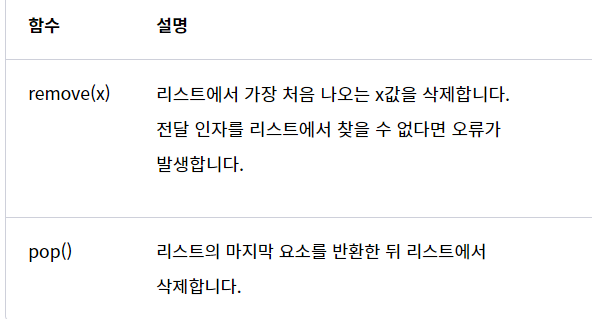 함수 설명
remove(x) 리스트에서 가장 처음 나오는 x값을 삭제합니다.
전달 인자를 리스트에서 찾을 수 없다면 오류가
발생합니다.
pop() 리스트의 마지막 요소를 반환한 뒤 리스트에서
삭제합니다.